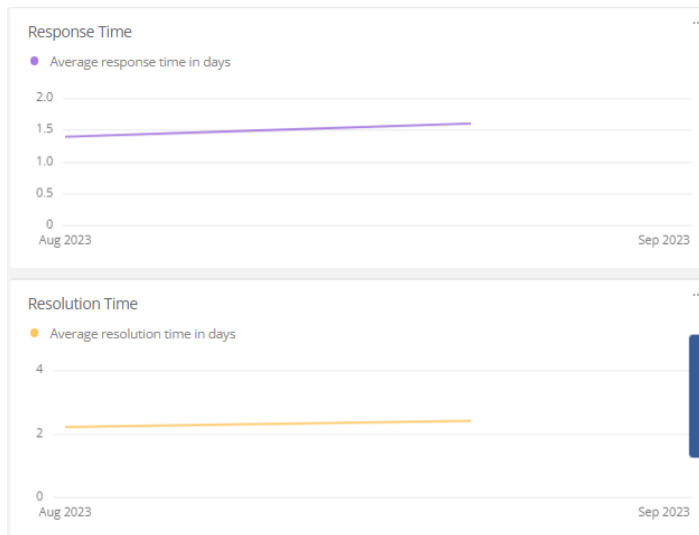 Response Time
Average response time in days
2.0
1.5
1.0
0.5
0
Aug 2023 Sep 2023
Resolution Time
Average resolution time in days
4
2
0
Aug 2023 Sep 2023